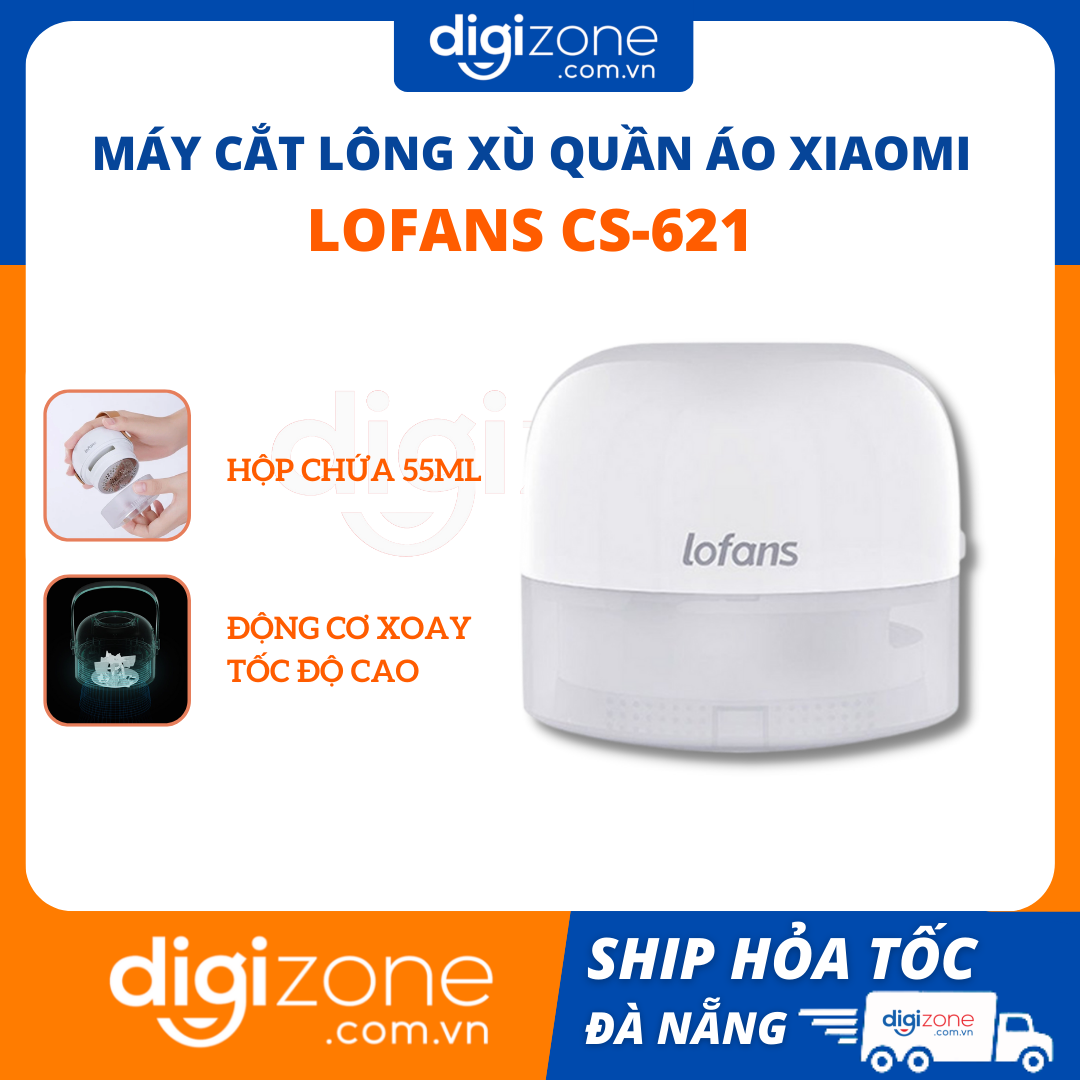 digizone
.com.vn
MÁY CẮT LÔNG XÙ QUẦN ÁO XIAOMI
LOFANS CS-621
digizone
HỘP CHỨA 55ML
lofans
ĐỘNG CƠ XOAY
TỐC ĐỘ CAO
digizone
.com.vn
SHIP HỎA TỐC
ĐÀ NẴNG
digizone
.com.vn